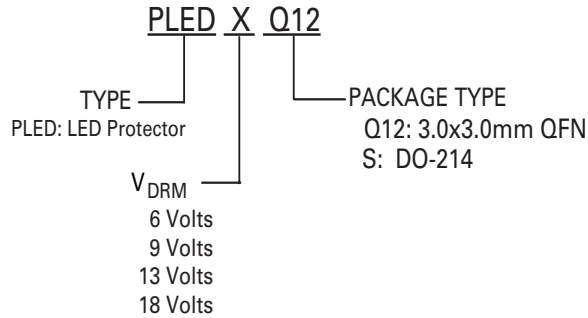 PLED X Q12
TYPE
PLED: LED Protector
PACKAGE TYPE
Q12: 3.0x3.0mm QFN
S: DO-214
VDRM
6 Volts
9 Volts
13 Volts
18 Volts